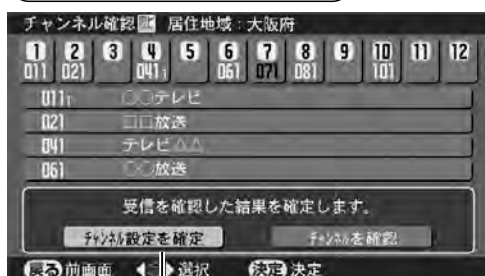 チャンネル確認 居住地域：大阪府
1 2 3 4 5 6 7 8 9 10 11 12
011 021 041₁ 061 071 081 101
011₁ ○○テレビ
021 □□放送
041 テレビ△△
061 ◇◇放送
受信を確認した結果を確定します。
チャンネル設定を確定 チャンネルを確認
戻る 前画面 選択 決定 決定